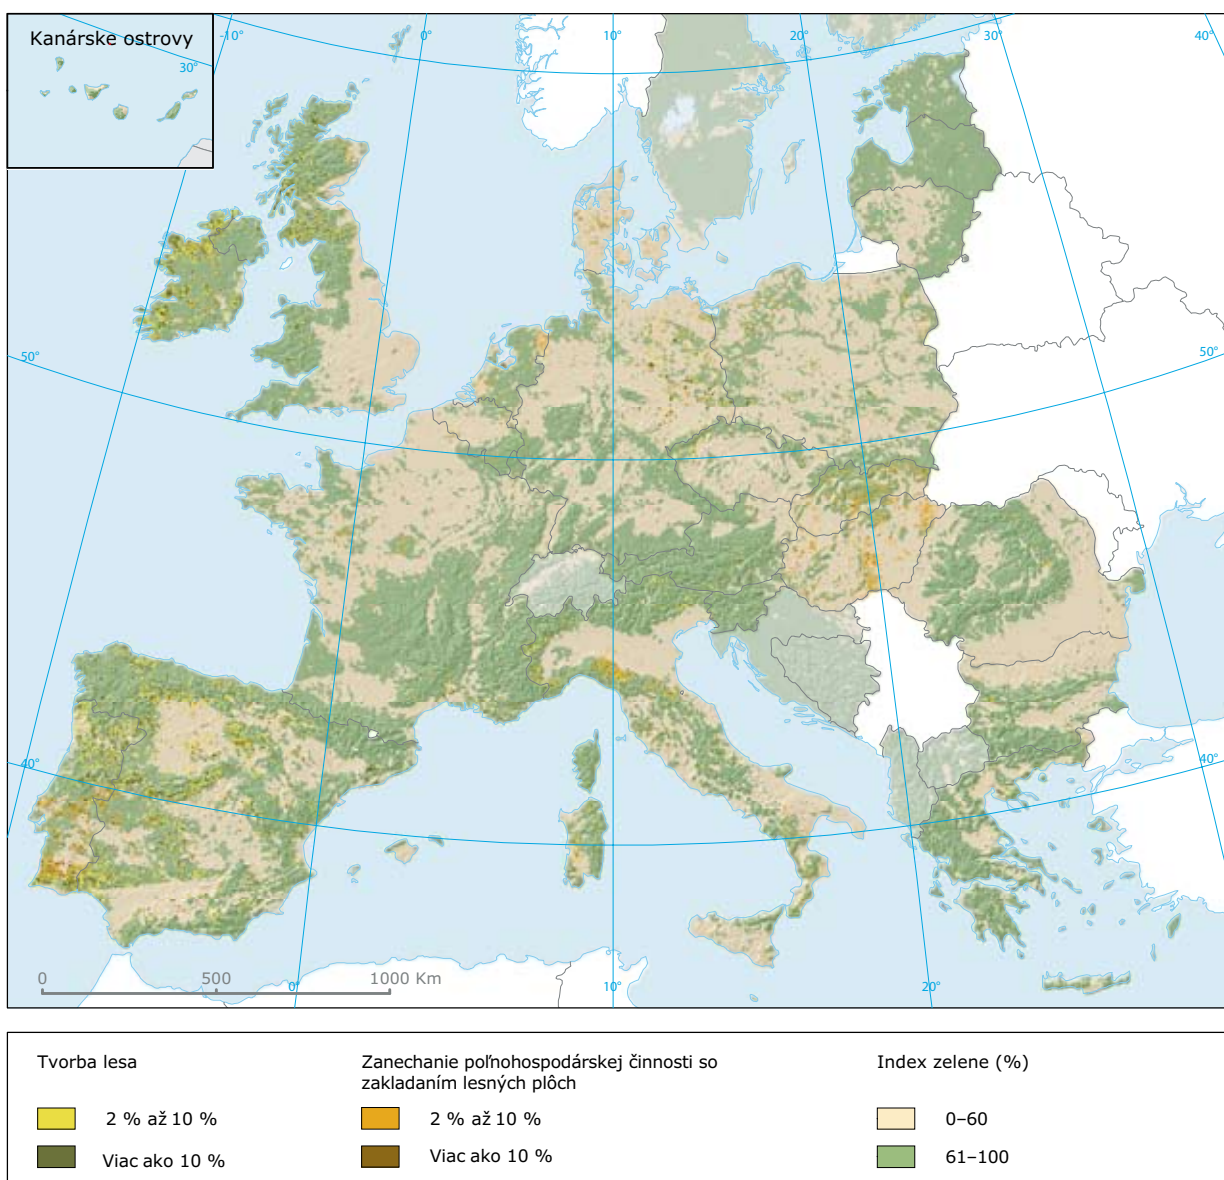 Kanárske ostrovy
30°
-10°
0°
10°
20°
30°
40°
50°
50°
40°
40°
0 500 1000 Km
0°
10°
20°
Tvorba lesa
2 % až 10 %
Viac ako 10 %
Zanechanie poľnohospodárskej činnosti so
zakladaním lesných plôch
2 % až 10 %
Viac ako 10 %
Index zelene (%)
0–60
61–100